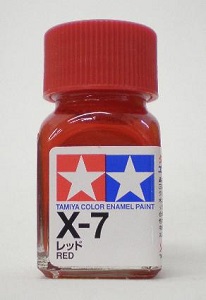 TAMIYA COLOR ENAMEL PAINT
X-7
レッド
RED